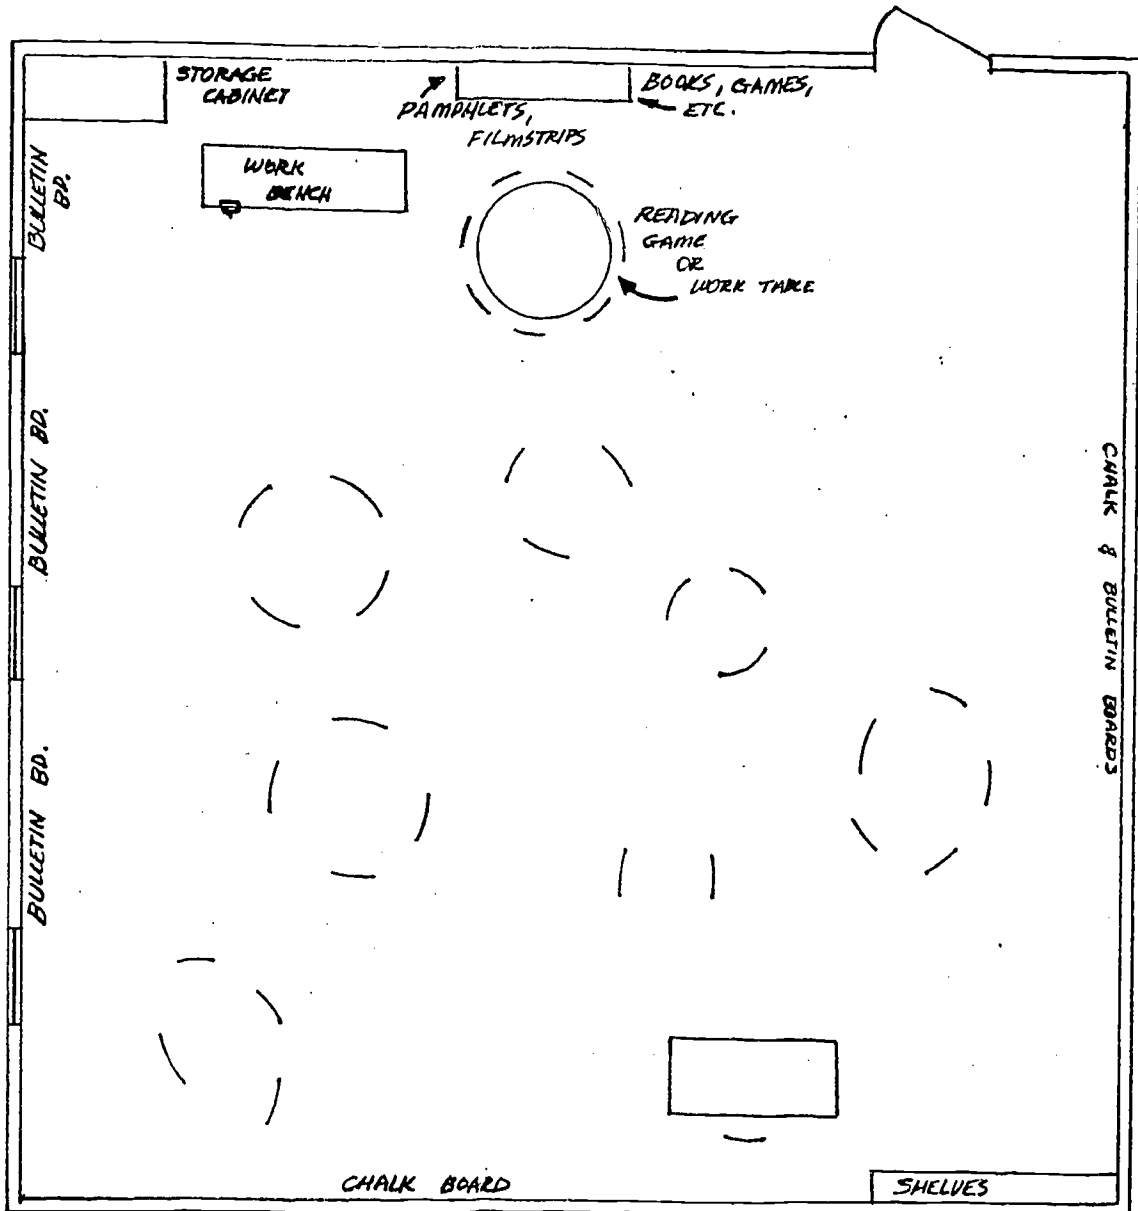 STORAGE
CABINET
PAMPHLETS,
FILMSTRIPS
BOOKS, GAMES,
ETC.
WORK
BENCH
READING
GAME
OR
WORK TABLE
BULLETIN
BD.
BULLETIN BD.
BULLETIN BD.
CHALK & BULLETIN BOARDS
CHALK BOARD
SHELVES